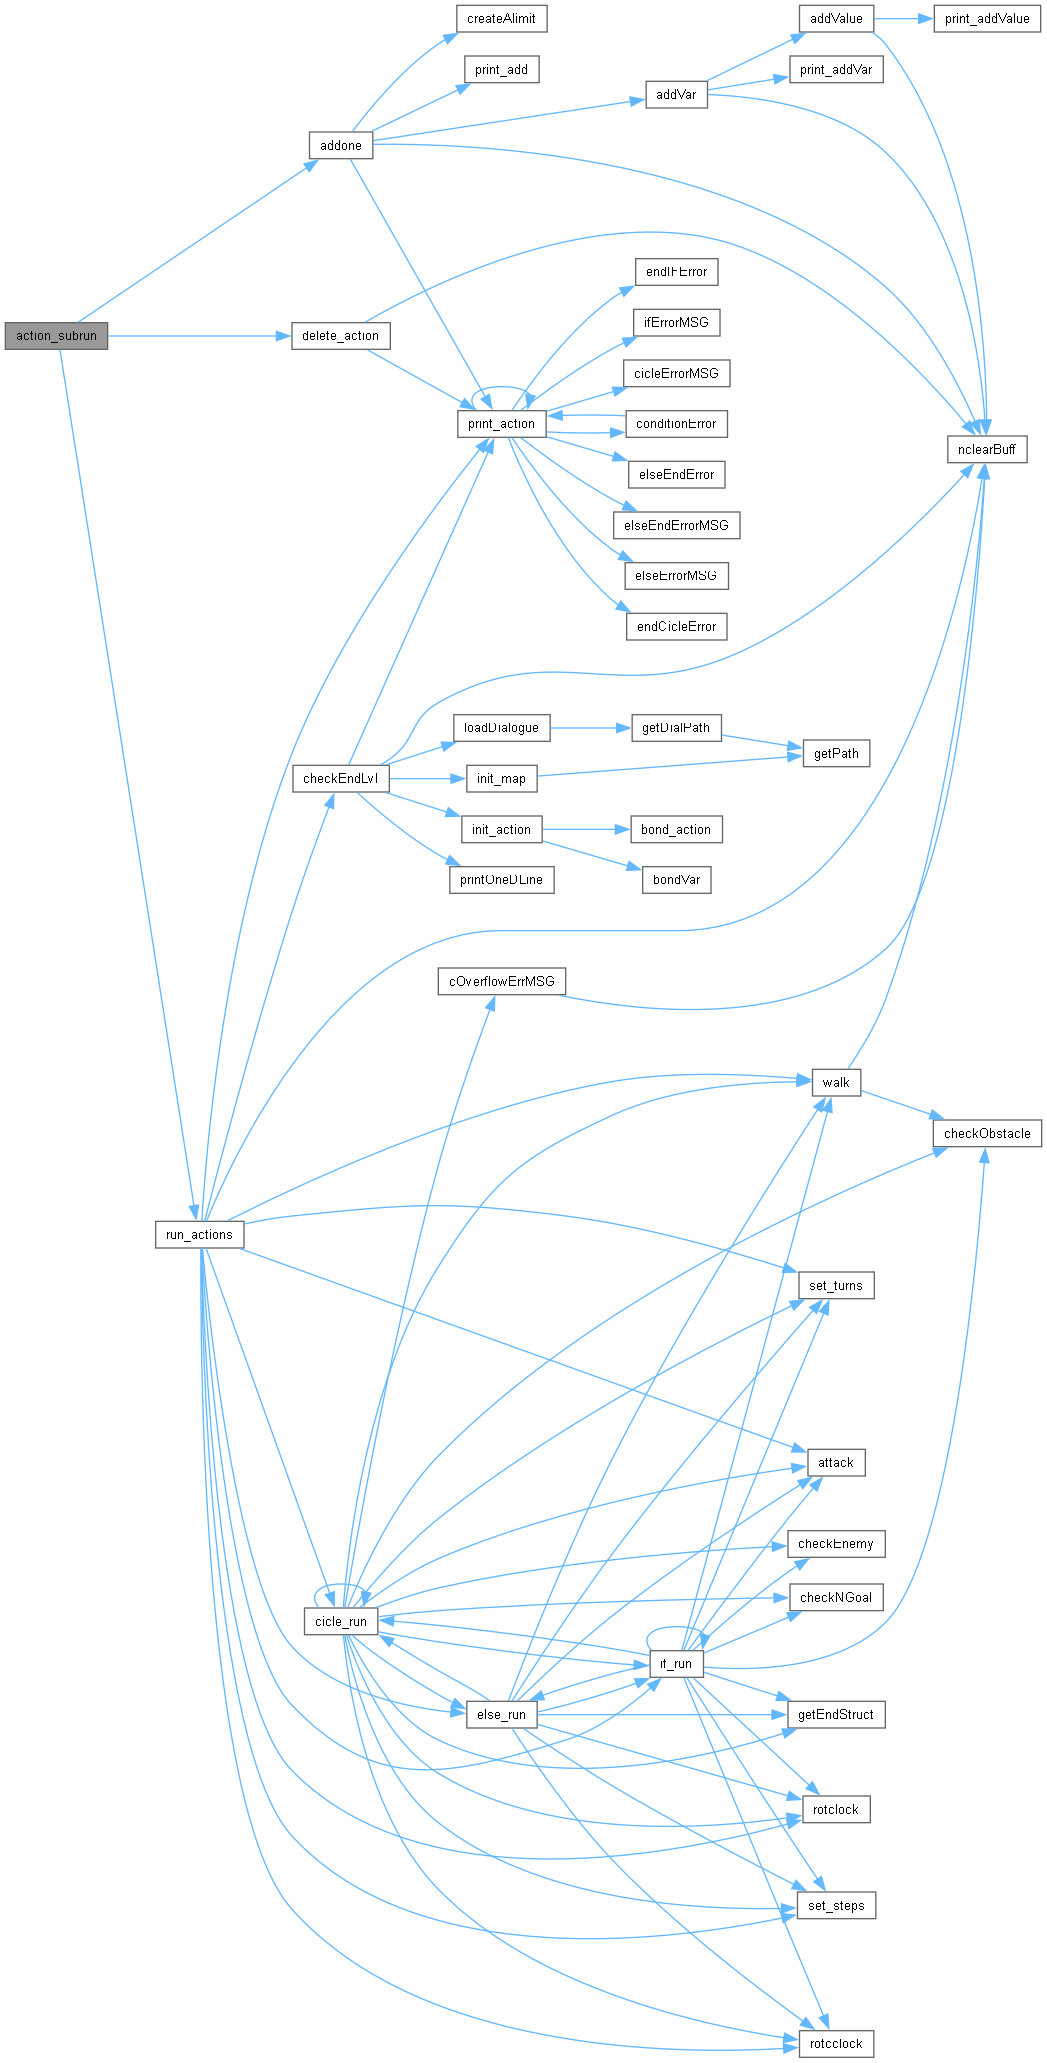 createAlimit
addValue
print_addValue
print_add
print_addVar
addVar
addone
endIFError
action_subrun
delete_action
ifErrorMSG
cicleErrorMSG
print_action
conditionError
nclearBuff
elseEndError
elseEndErrorMSG
elseErrorMSG
endCicleError
loadDialogue
getDialPath
getPath
checkEndLvl
init_map
init_action
bond_action
printOneDLine
bondVar
cOverflowErrMSG
walk
checkObstacle
run_actions
set_turns
attack
checkEnemy
checkNGoal
cicle_run
if_run
else_run
getEndStruct
rotclock
set_steps
rotcclock